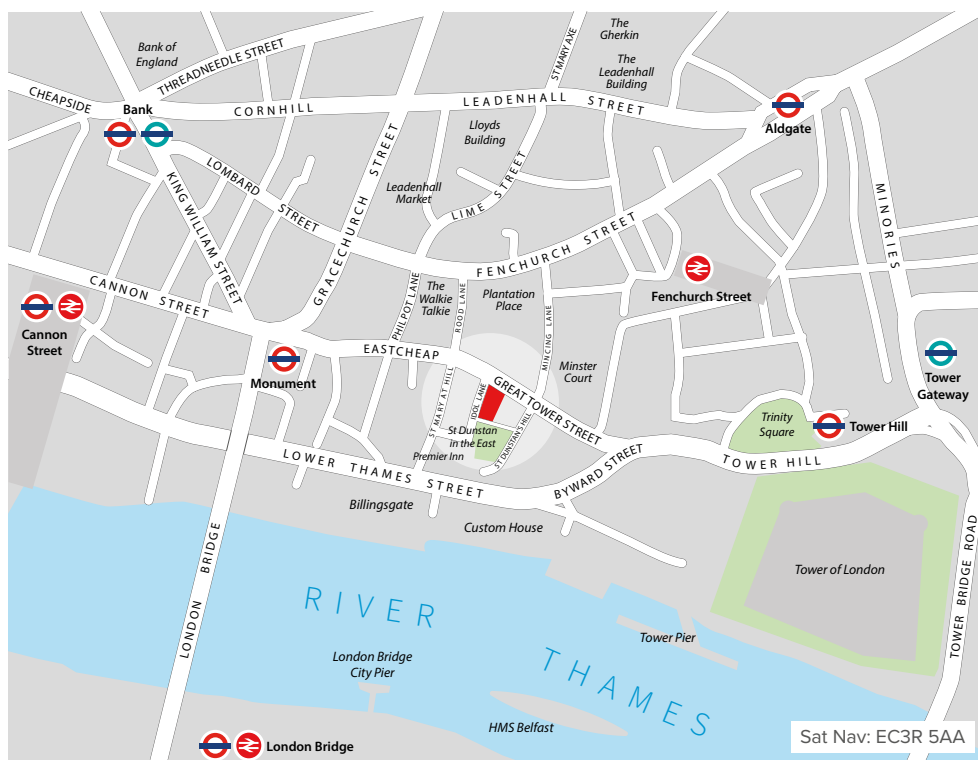 The
Gherkin
ST MARY AXE
Bank of
England
THREADNEEDLE STREET
The
Leadenhall
Building
CHEAPSIDE
Bank
CORNHILL
LEADENHALL STREET
Aldgate
Lloyds
Building
LOMBARD STREET
KING WILLIAM STREET
GRACECHURCH STREET
Leadenhall
Market
LIME STREET
MINORIES
FENCHURCH STREET
CANNON STREET
PHILPOT LANE
The
Walkie
Talkie
ROOD LANE
Plantation
Place
MINCING LANE
Fenchurch Street
Cannon
Street
EASTCHEAP
Monument
Minster
Court
Tower
Gateway
ST MARY AT HILL
IDOL LANE
GREAT TOWER STREET
St Dunstan
in the East
ST DUNSTAN'S HILL
Premier Inn
Trinity
Square
Tower Hill
LOWER THAMES STREET
BYWARD STREET
TOWER HILL
Billingsgate
Custom House
LONDON BRIDGE
Tower of London
TOWER BRIDGE ROAD
RIVER
THAMES
Tower Pier
London Bridge
City Pier
HMS Belfast
London Bridge
Sat Nav: EC3R 5AA